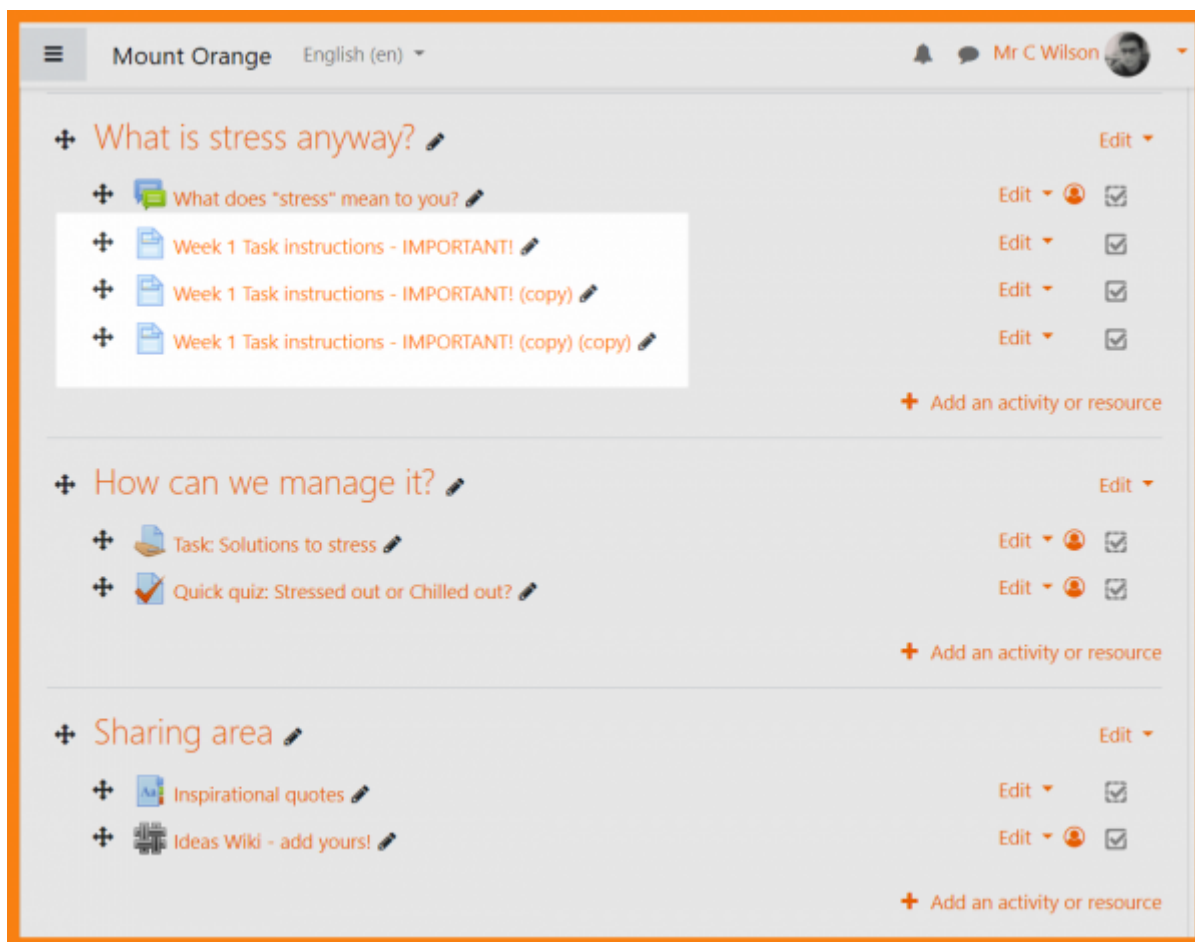 Mount Orange English (en) Mr C Wilson
What is stress anyway? Edit
What does "stress" mean to you? Edit
Week 1 Task instructions - IMPORTANT! Edit
Week 1 Task instructions - IMPORTANT! (copy) Edit
Week 1 Task instructions - IMPORTANT! (copy) (copy) Edit
Add an activity or resource
How can we manage it? Edit
Task: Solutions to stress Edit
Quick quiz: Stressed out or Chilled out? Edit
Add an activity or resource
Sharing area Edit
Inspirational quotes Edit
Ideas Wiki - add yours! Edit
Add an activity or resource